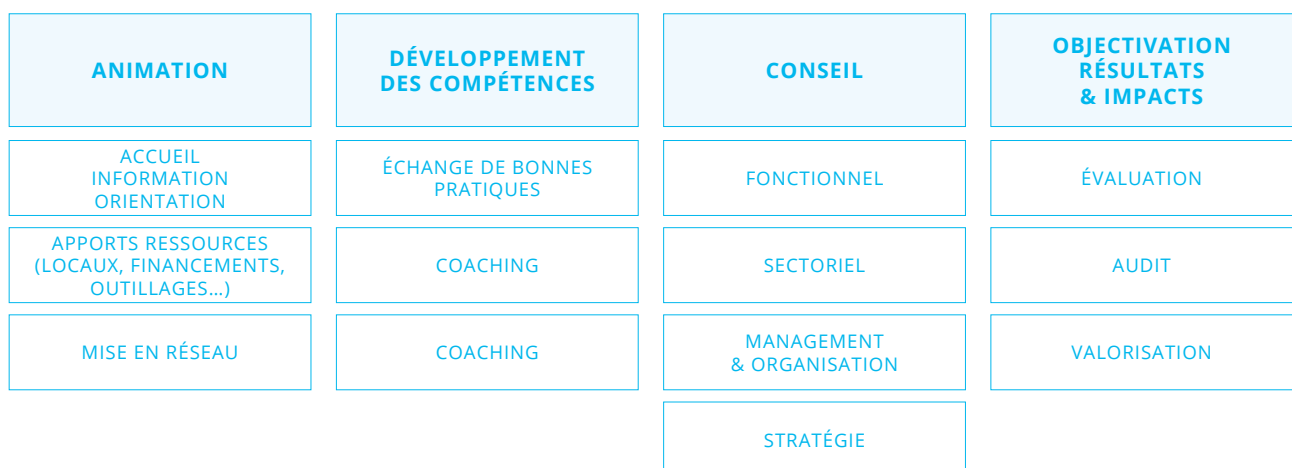 ANIMATION
DÉVELOPPEMENT
DES COMPÉTENCES
CONSEIL
OBJECTIVATION
RÉSULTATS
& IMPACTS
ACCUEIL
INFORMATION
ORIENTATION
ÉCHANGE DE BONNES
PRATIQUES
FONCTIONNEL
ÉVALUATION
APPORTS RESSOURCES
(LOCAUX, FINANCEMENTS,
OUTILLAGES…)
COACHING
SECTORIEL
AUDIT
MISE EN RÉSEAU
COACHING
MANAGEMENT
& ORGANISATION
VALORISATION
STRATÉGIE